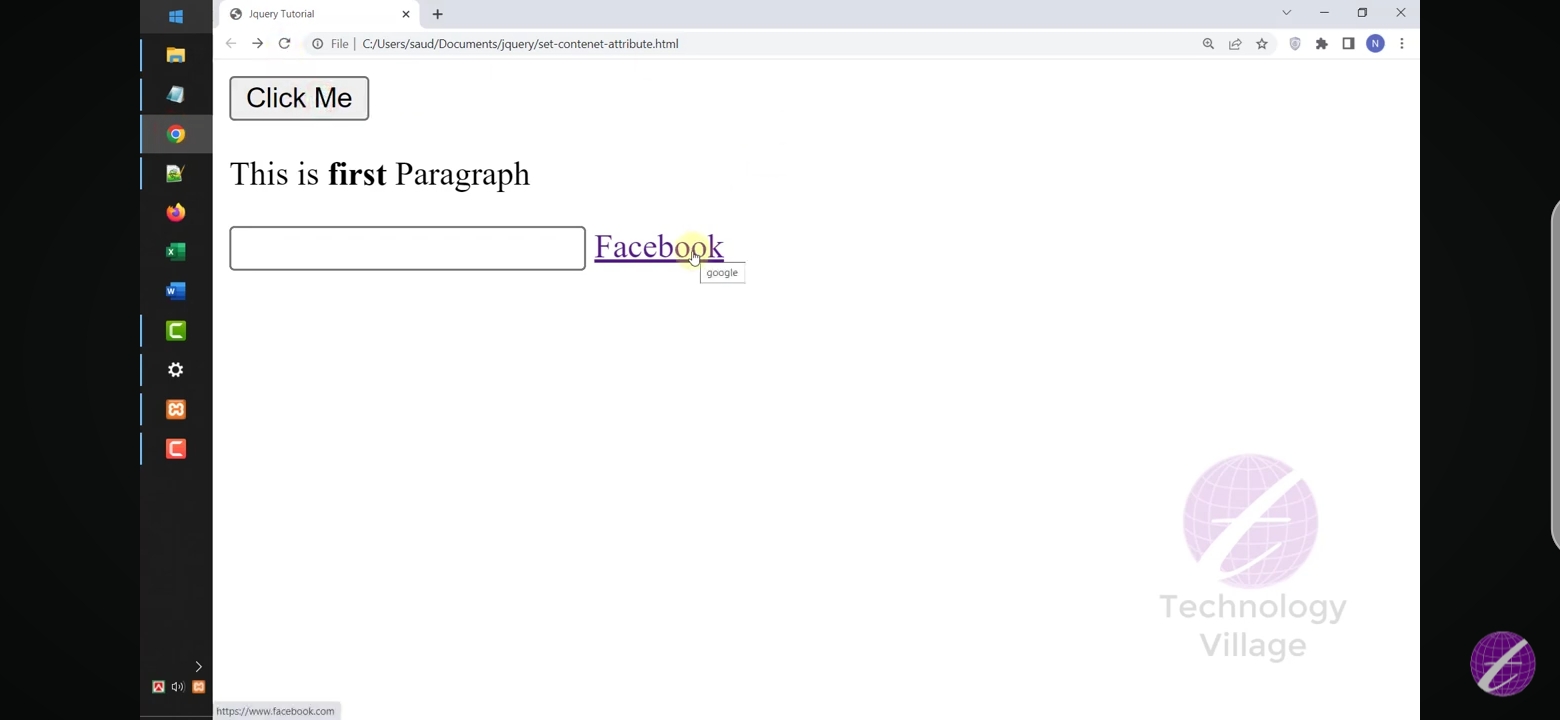 Jquery Tutorial
File
C:/Users/saud/Documents/jquery/set-contenet-attribute.html
N
Click Me
This is first Paragraph
Facebook
google
Technology
Village
https://www.facebook.com